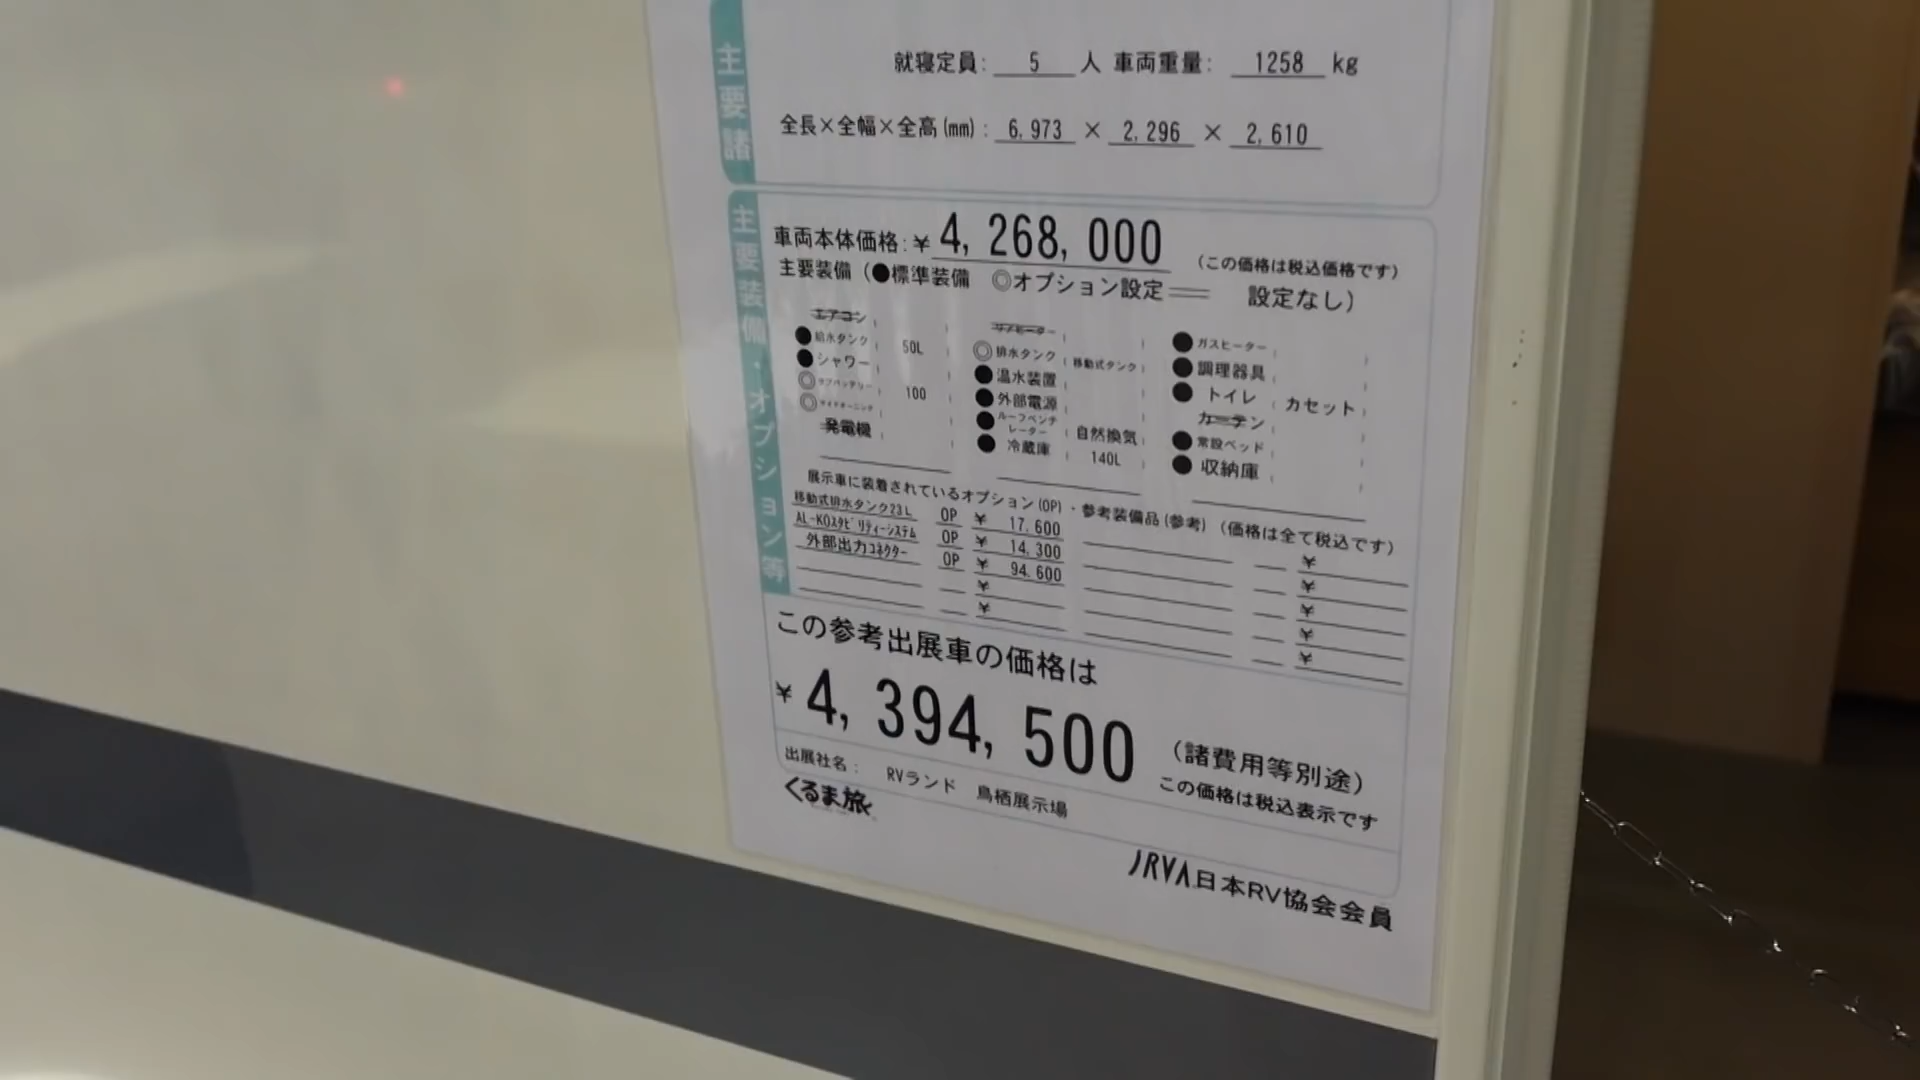 主要諸
就寝定員: 5 人 車両重量: 1258 kg
全長×全幅×全高(mm): 6,973 × 2,296 × 2,610
主要装備・オプション等
車両本体価格:¥4,268,000 (この価格は税込価格です)
主要装備(●標準装備 ◎オプション設定 ══ 設定なし)
エアコン
●給水タンク 50L
●シャワー
◎サブバッテリー 100
◎サイドオーニング
発電機
リアヒーター
◎排水タンク 移動式タンク
●温水装置
●外部電源
●ルーフベンチレーター 自然換気
●冷蔵庫 140L
●ガスヒーター
●調理器具
●トイレ カセット
カーテン
●常設ベッド
●収納庫
展示車に装着されているオプション(OP)・参考装備品(参考)(価格は全て税込です)
移動式排水タンク23L OP ¥ 17,600
AL-KOスタビリティーシステム OP ¥ 14,300
外部出力コネクター OP ¥ 94,600
¥
¥
¥
¥
¥
¥
¥
この参考出展車の価格は
¥4,394,500 (諸費用等別途)
この価格は税込表示です
出展社名: RVランド 鳥栖展示場
くるま旅
JRVA日本RV協会会員